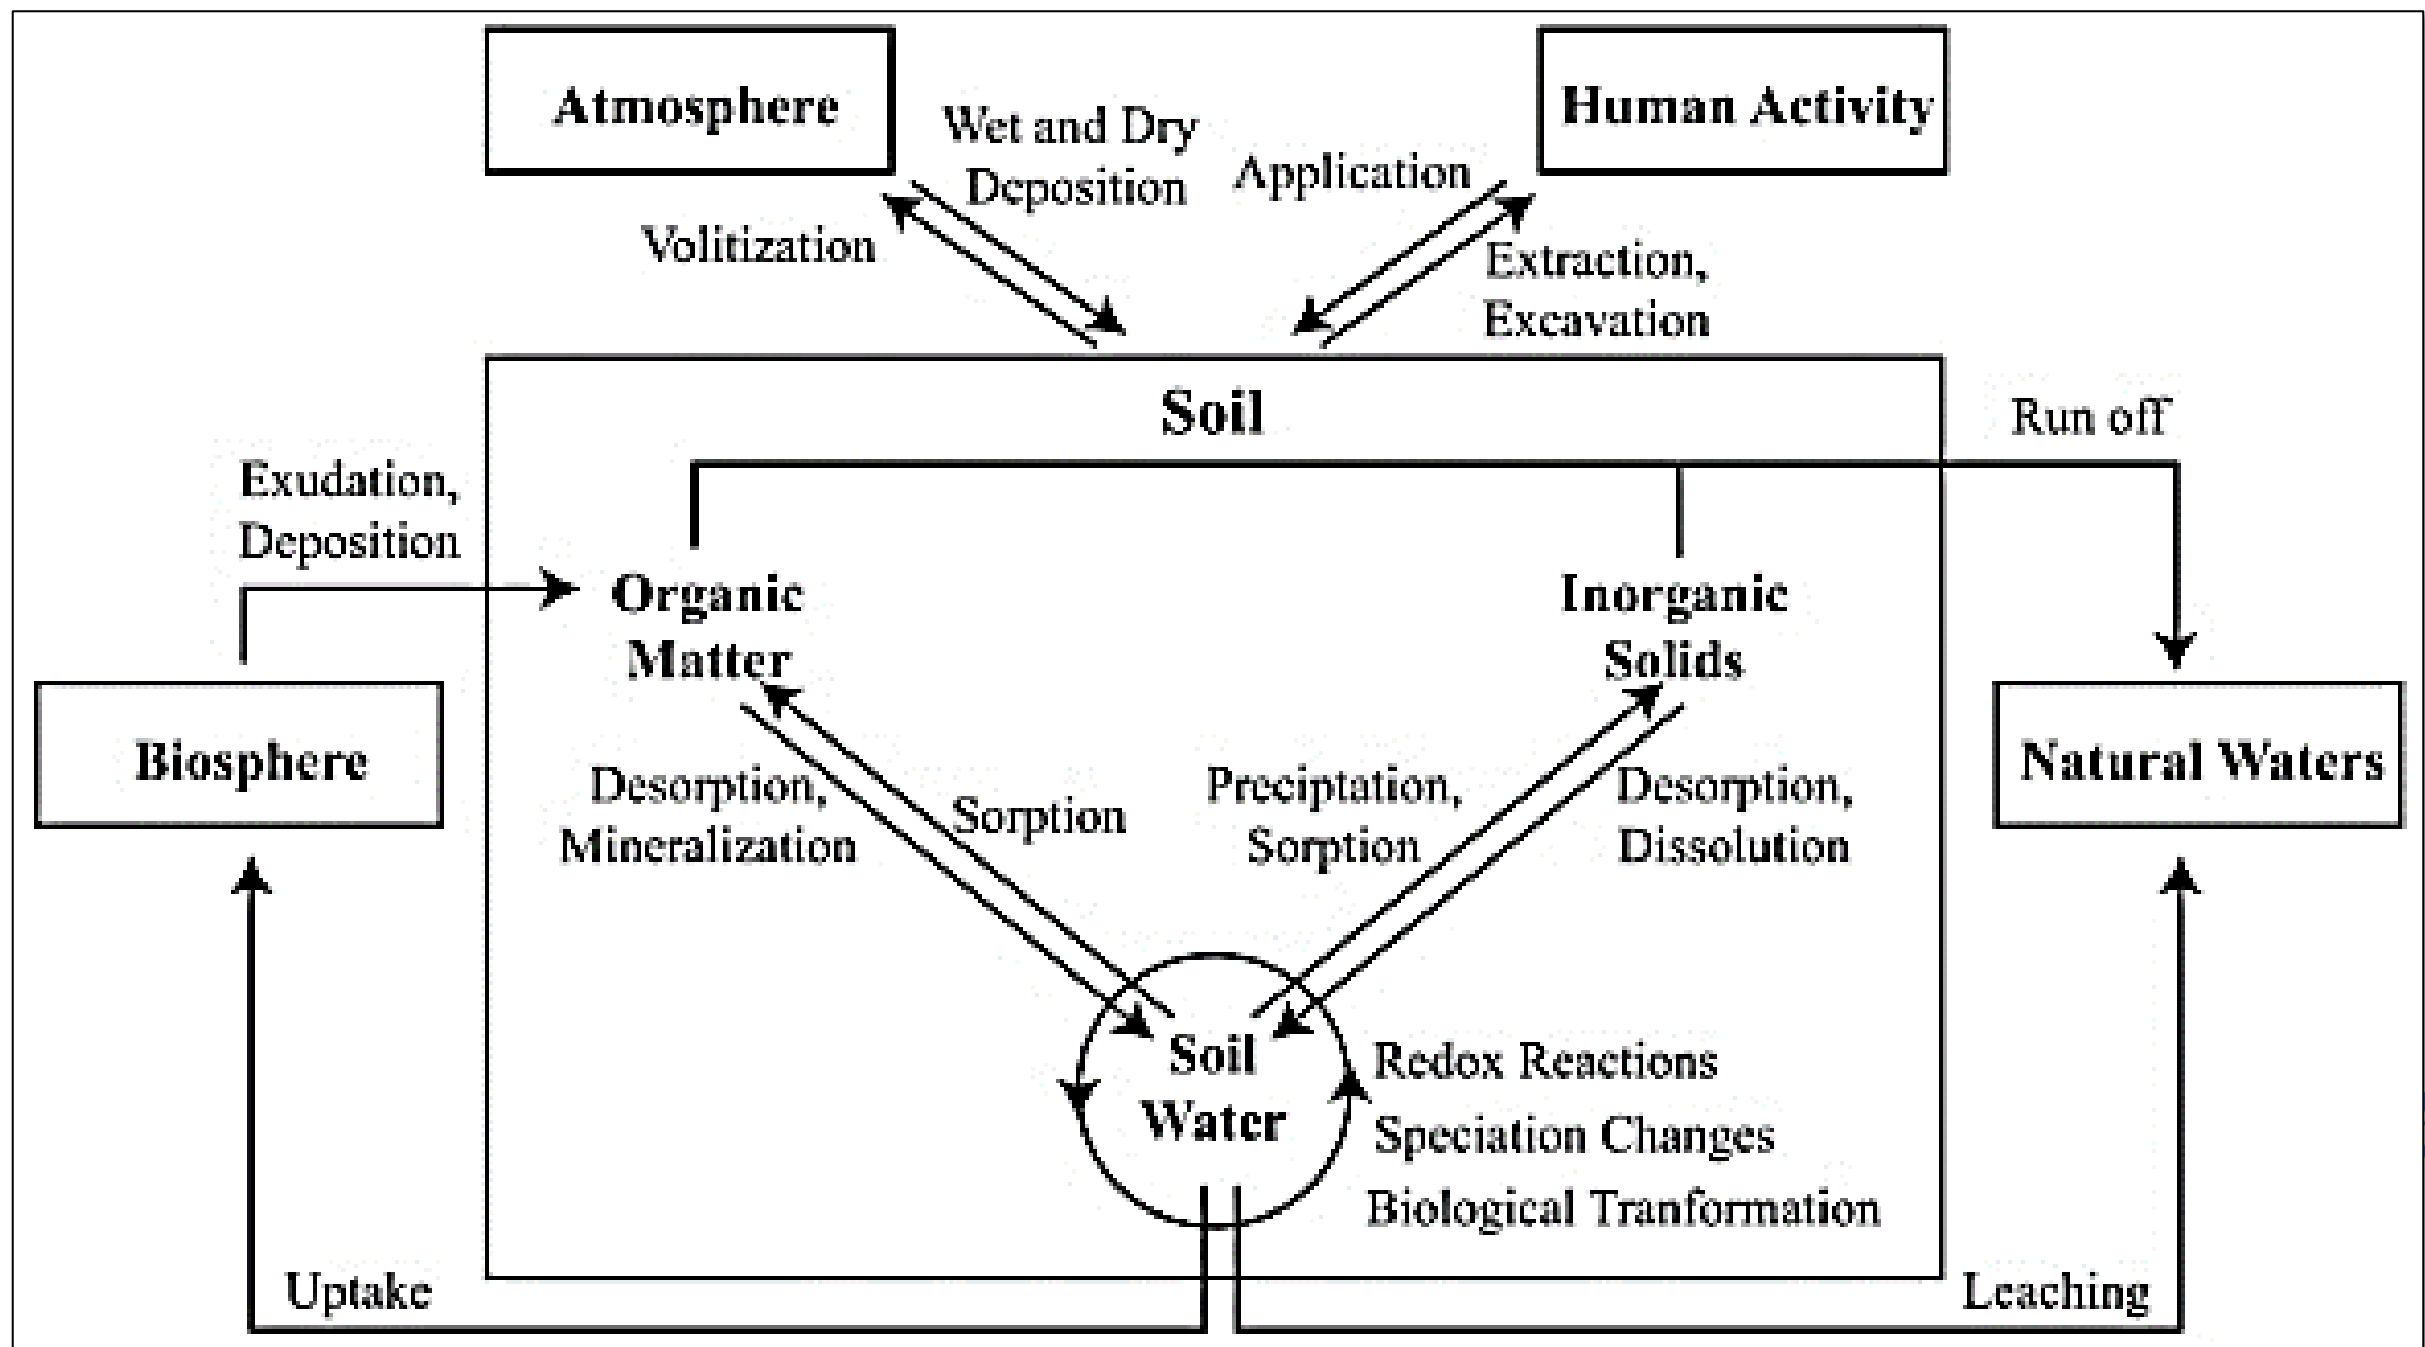 Atmosphere
Wet and Dry
Deposition
Volitization
Human Activity
Application
Extraction,
Excavation
Soil
Run off
Exudation,
Deposition
Organic
Matter
Inorganic
Solids
Biosphere
Natural Waters
Desorption,
Mineralization
Sorption
Preciptation,
Sorption
Desorption,
Dissolution
Soil
Water
Redox Reactions
Speciation Changes
Biological Tranformation
Uptake
Leaching